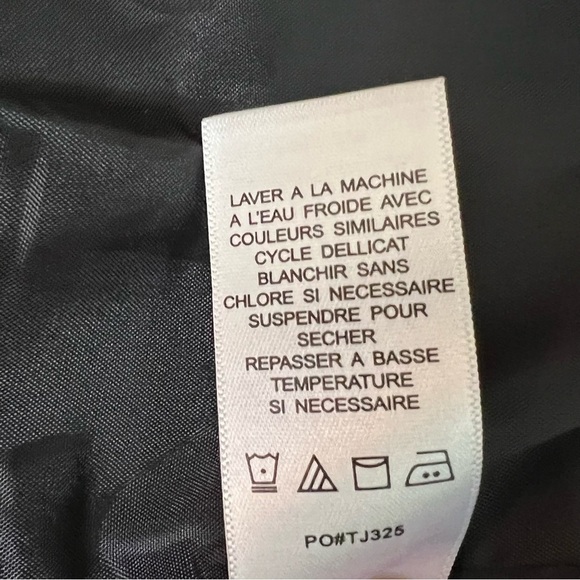 LAVER A LA MACHINE
A L'EAU FROIDE AVEC
COULEURS SIMILAIRES
CYCLE DELLICAT
BLANCHIR SANS
CHLORE SI NECESSAIRE
SUSPENDRE POUR
SECHER
REPASSER A BASSE
TEMPERATURE
SI NECESSAIRE
PO#TJ325